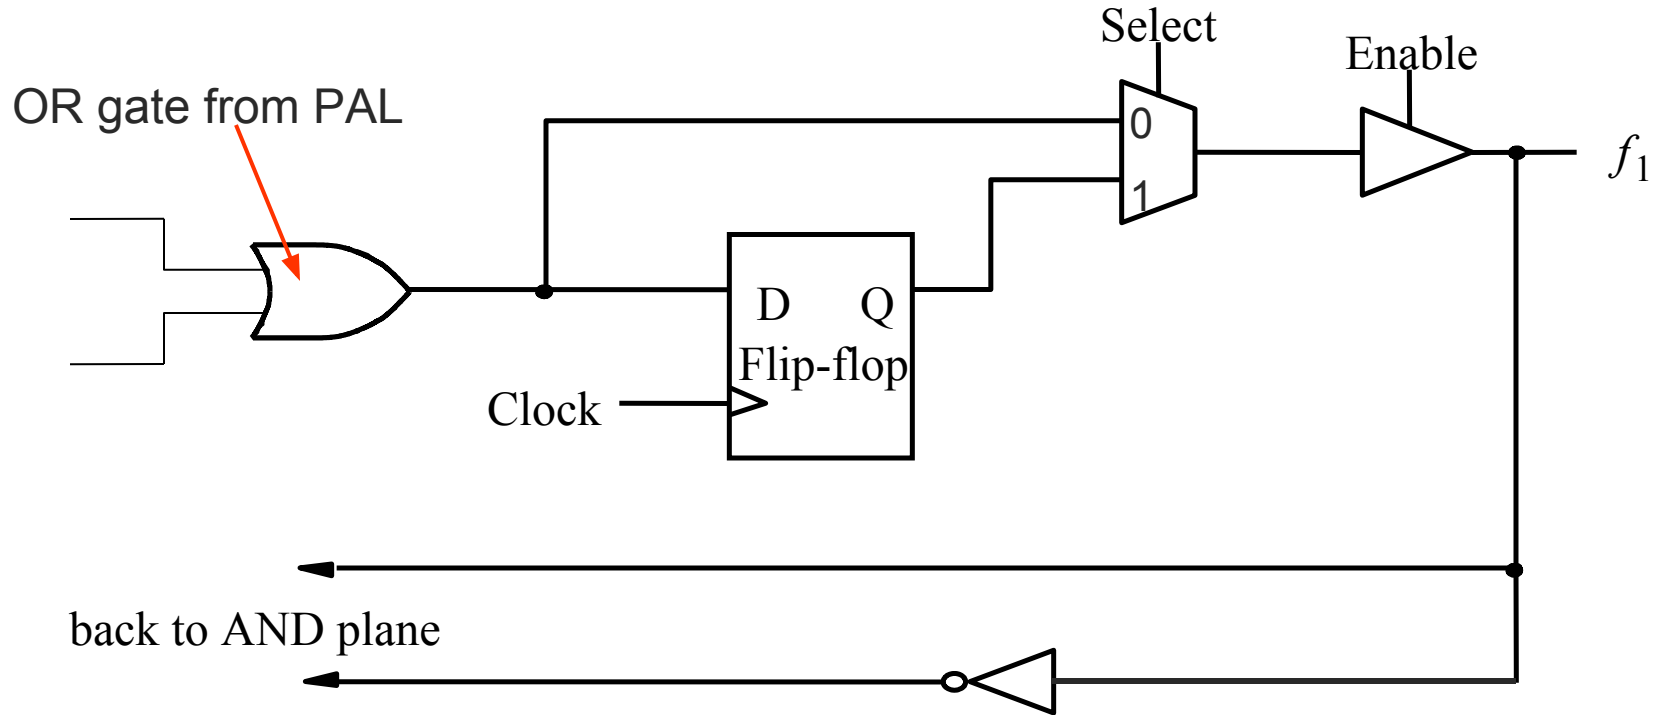 Select
Enable
OR gate from PAL
0
f1
1
D Q
Flip-flop
Clock
back to AND plane